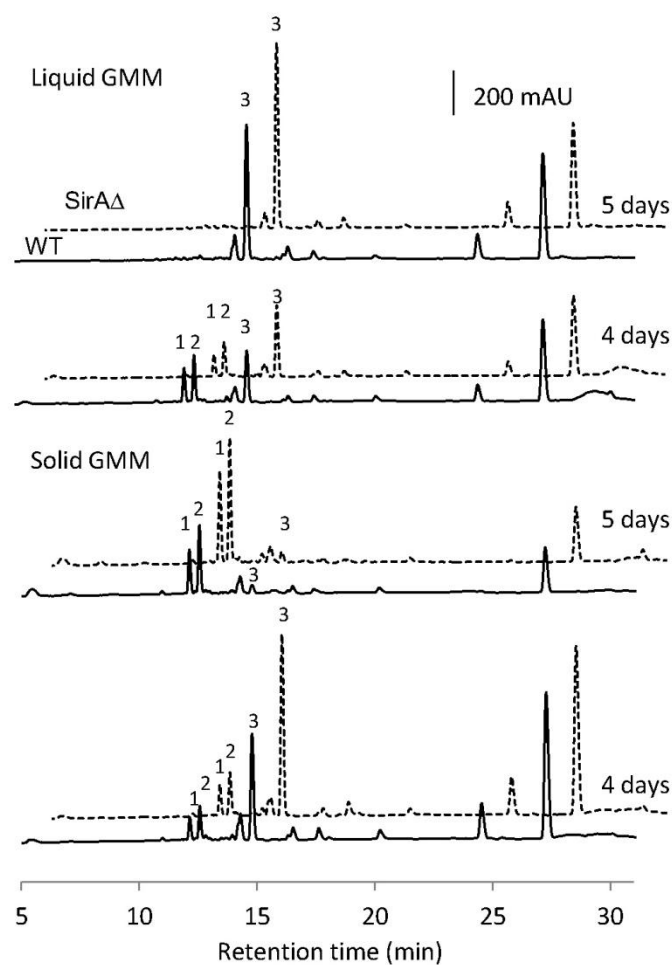 3
Liquid GMM
3
200 mAU
SirAΔ
5 days
WT
1 2
3
1 2
3
4 days
2
Solid GMM
1
2
1
3
5 days
3
3
3
2
1
2
1
4 days
5 10 15 20 25 30
Retention time (min)